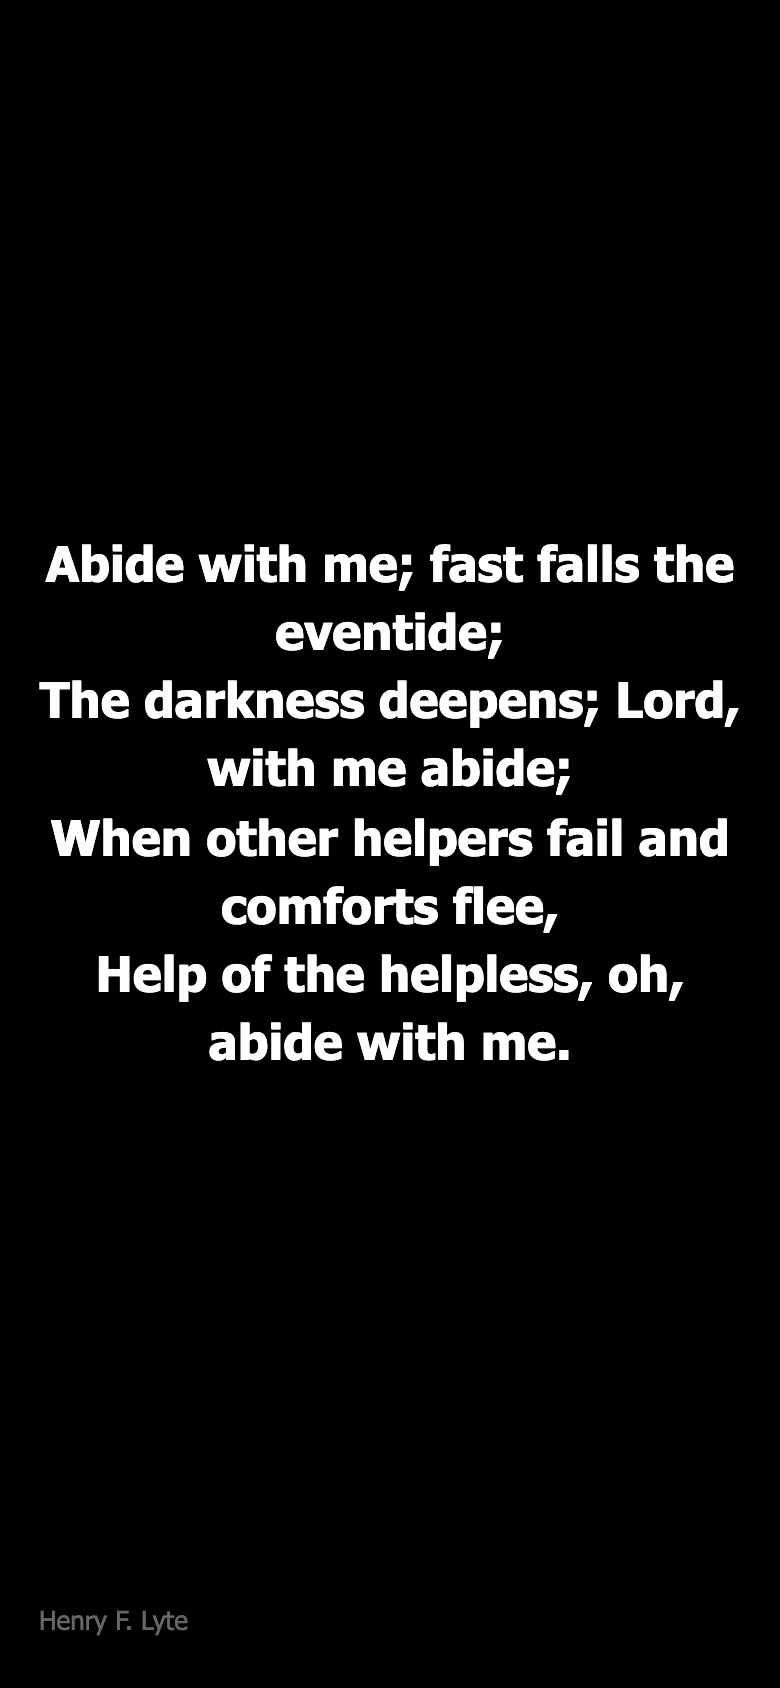 Abide with me; fast falls the
eventide;
The darkness deepens; Lord,
with me abide;
When other helpers fail and
comforts flee,
Help of the helpless, oh,
abide with me.
Henry F. Lyte